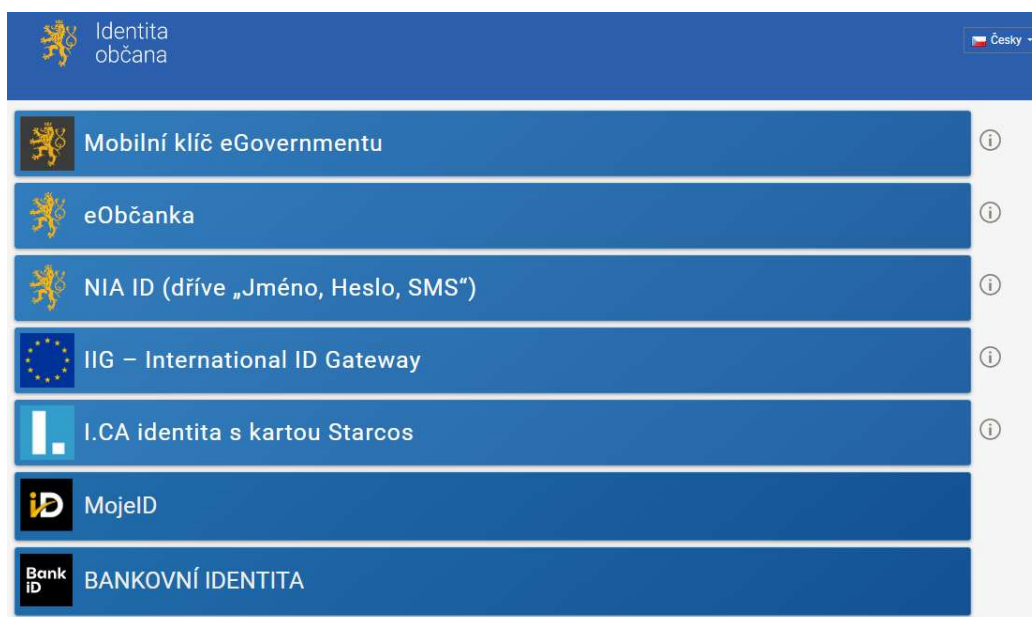 Identita
občana
Česky
Mobilní klíč eGovernmentu
eObčanka
NIA ID (dříve „Jméno, Heslo, SMS“)
IIG – International ID Gateway
I.CA identita s kartou Starcos
iD MojeID
Bank
iD
BANKOVNÍ IDENTITA